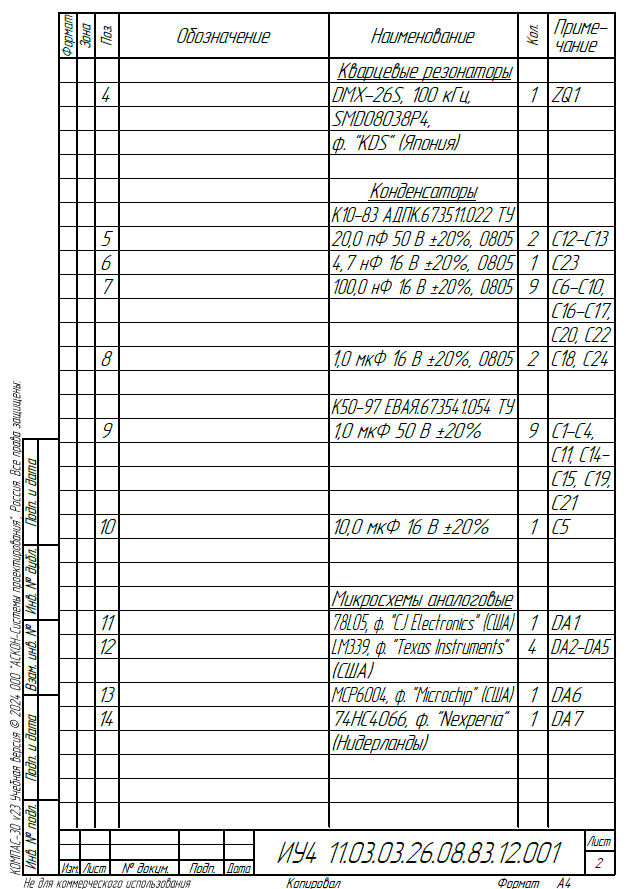 Формат Зона Поз. Обозначение Наименование Кол. Приме-
чание
Кварцевые резонаторы
4 DMX-26S, 100 кГц, 1 ZQ1
SMD08038P4,
ф. "KDS" (Япония)
Конденсаторы
К10-83 АДПК.673511.022 ТУ
5 20,0 пФ 50 В ±20%, 0805 2 C12-C13
6 4,7 нФ 16 В ±20%, 0805 1 C23
7 100,0 нФ 16 В ±20%, 0805 9 C6-C10,
C16-C17,
C20, C22
8 1,0 мкФ 16 В ±20%, 0805 2 C18, C24
К50-97 ЕВАЯ.673541.054 ТУ
9 1,0 мкФ 50 В ±20% 9 C1-C4,
C11, C14-
C15, C19,
C21
10 10,0 мкФ 16 В ±20% 1 C5
Микросхемы аналоговые
11 78L05, ф. "CJ Electronics" (США) 1 DA1
12 LM339, ф. "Texas Instruments" 4 DA2-DA5
(США)
13 MCP6004, ф. "Microchip" (США) 1 DA6
14 74HC4066, ф. "Nexperia" 1 DA7
(Нидерланды)
КОМПАС-3D v23 Учебная версия © 2024 ООО "АСКОН-Системы проектирования", Россия. Все права защищены.
Подп. и дата
Инв. № дубл.
Взам. инв. №
Подп. и дата
Инв. № подл.
Изм. Лист № докум. Подп. Дата
ИУ4 11.03.03.26.08.83.12.001
Лист
2
Не для коммерческого использования Копировал Формат A4